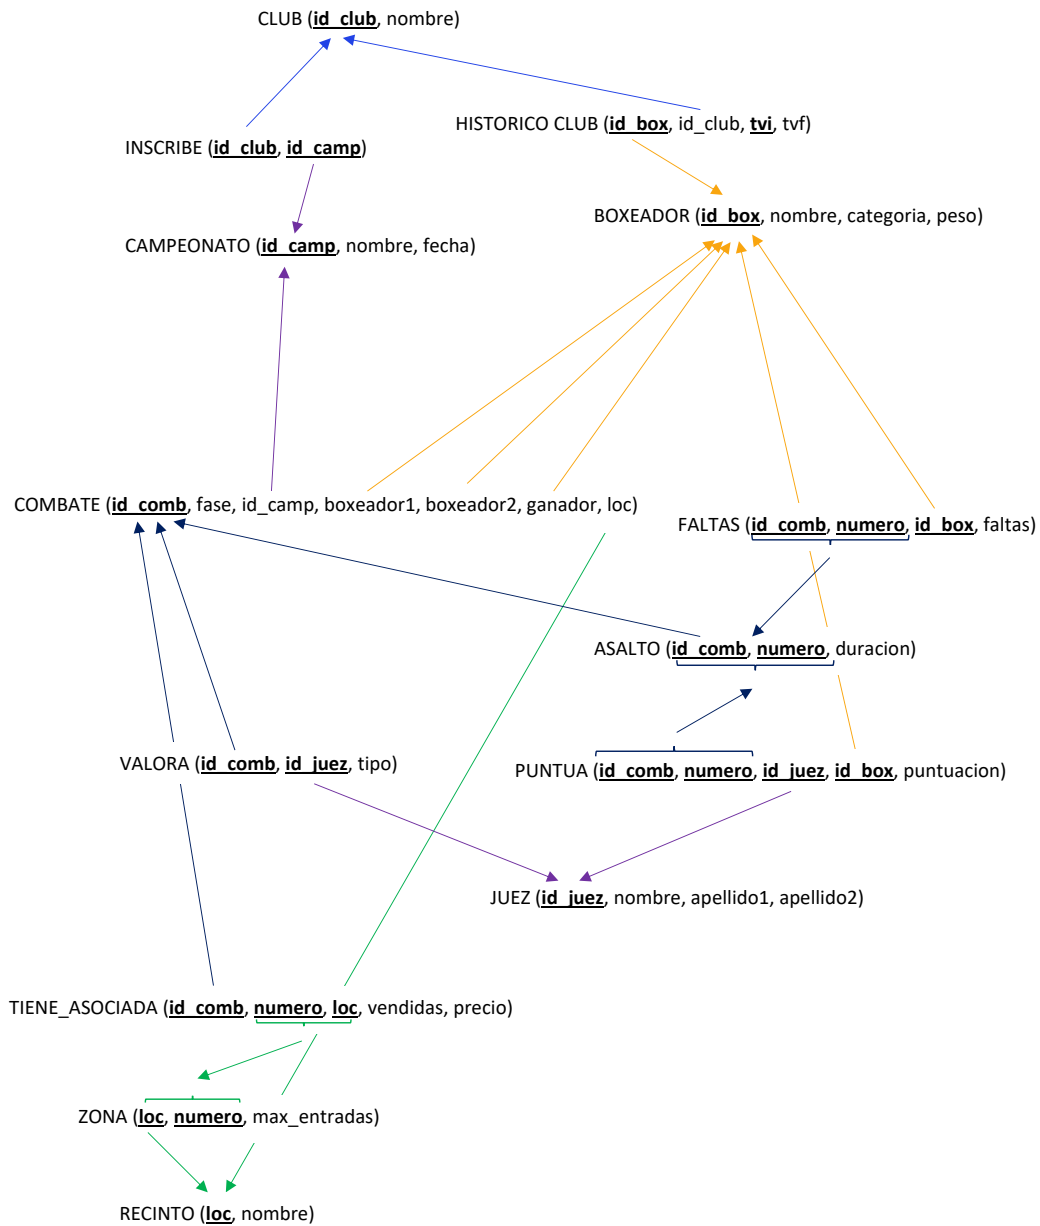 CLUB (id_club, nombre)
HISTORICO CLUB (id_box, id_club, tvi, tvf)
INSCRIBE (id_club, id_camp)
BOXEADOR (id_box, nombre, categoria, peso)
CAMPEONATO (id_camp, nombre, fecha)
COMBATE (id_comb, fase, id_camp, boxeador1, boxeador2, ganador, loc)
FALTAS (id_comb, numero, id_box, faltas)
ASALTO (id_comb, numero, duracion)
VALORA (id_comb, id_juez, tipo)
PUNTUA (id_comb, numero, id_juez, id_box, puntuacion)
JUEZ (id_juez, nombre, apellido1, apellido2)
TIENE_ASOCIADA (id_comb, numero, loc, vendidas, precio)
ZONA (loc, numero, max_entradas)
RECINTO (loc, nombre)